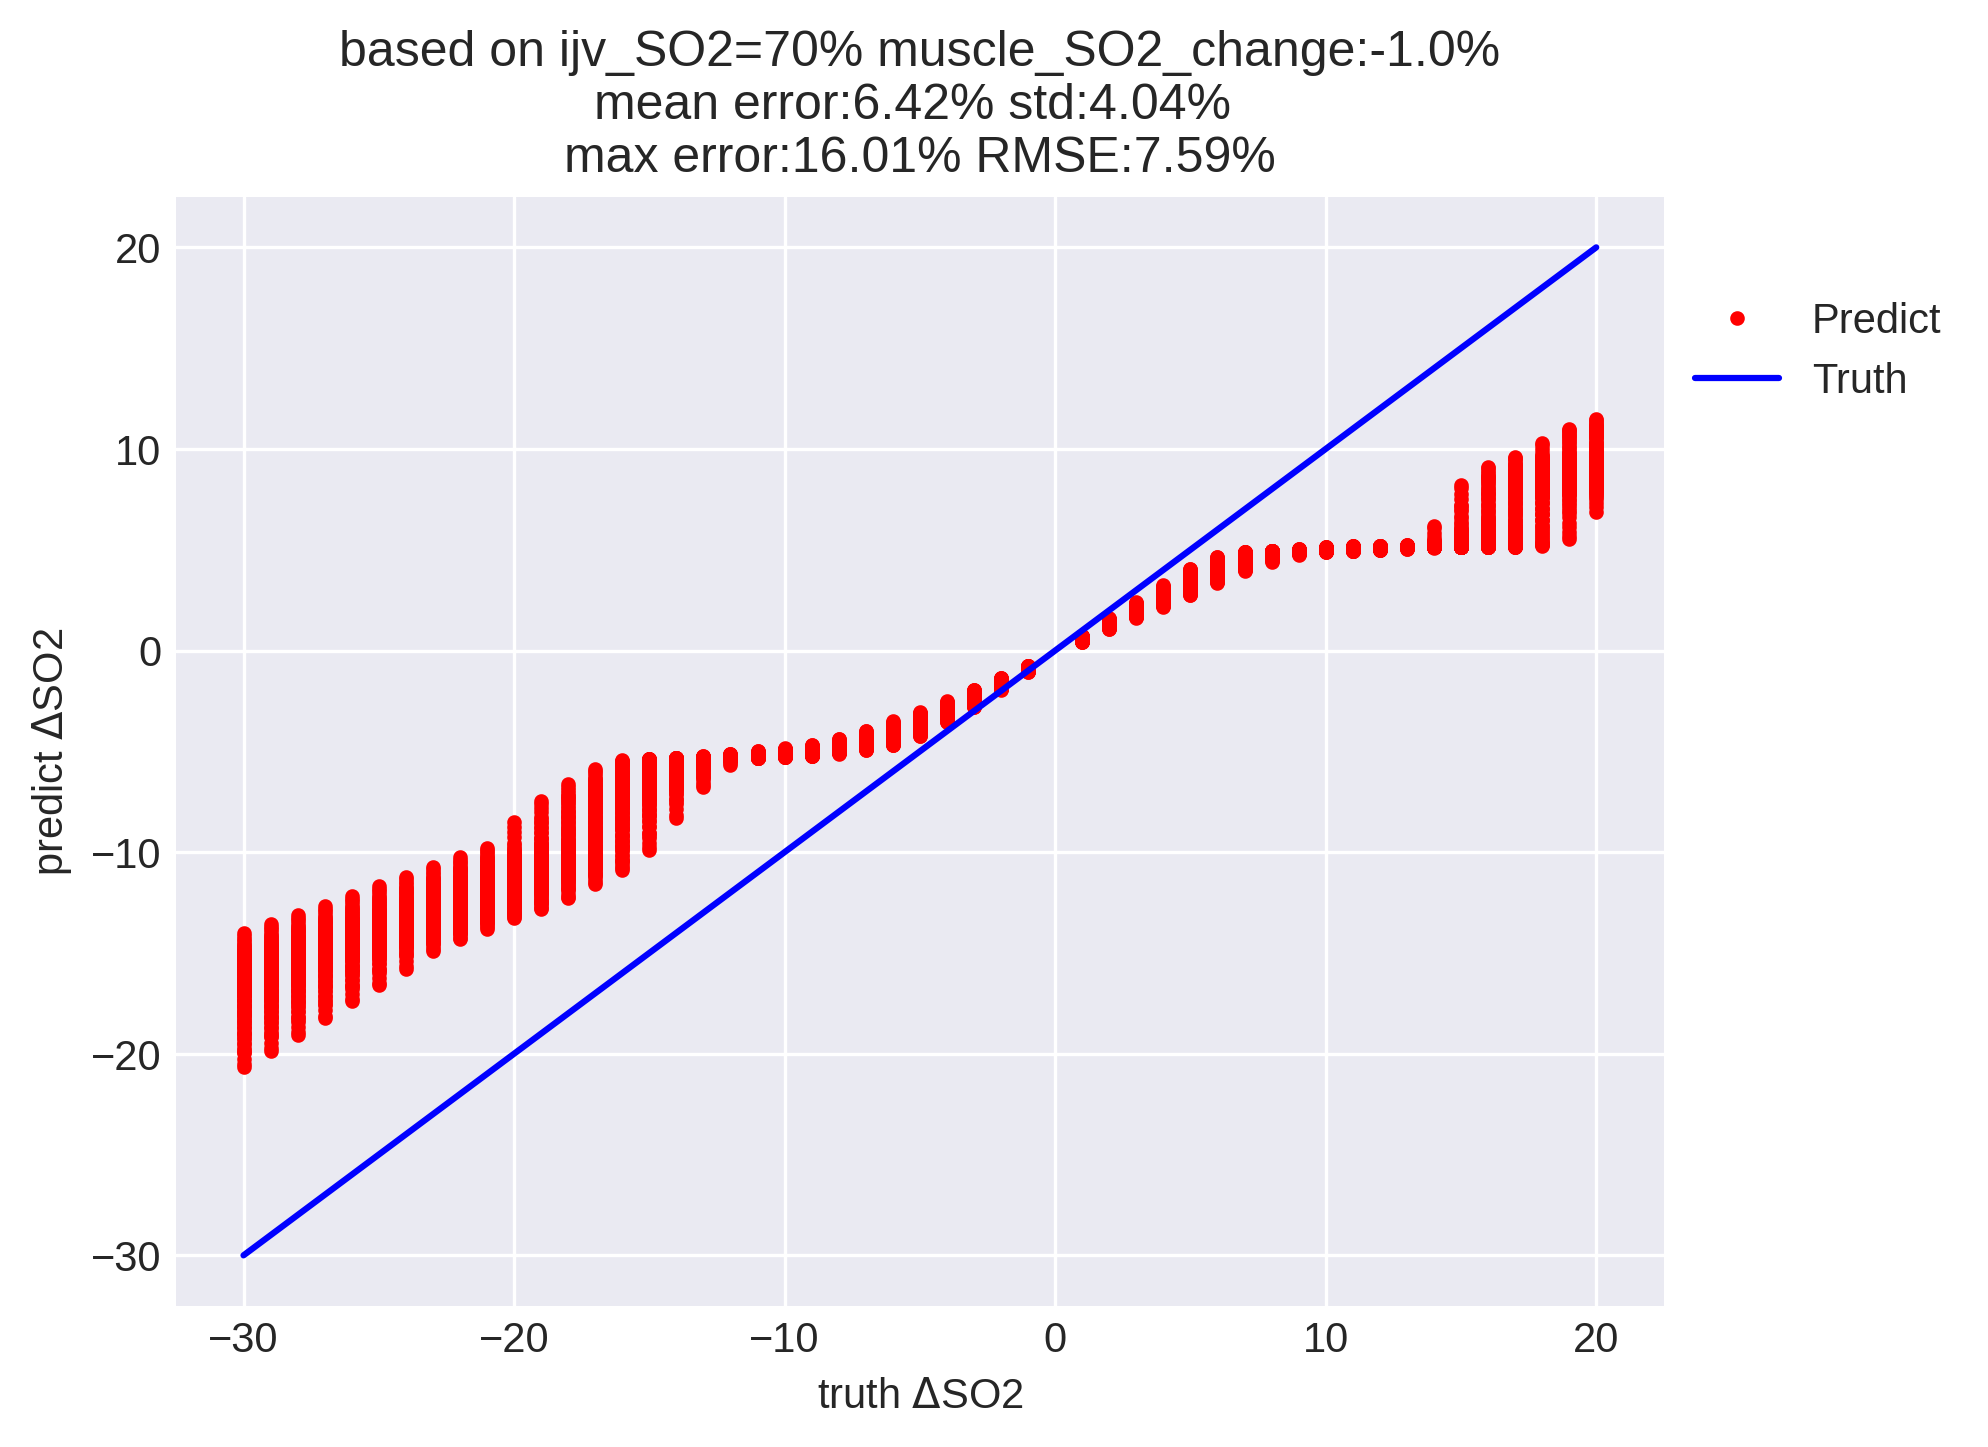 based on ijv_SO2=70% muscle_SO2_change:-1.0%
mean error:6.42% std:4.04%
max error:16.01% RMSE:7.59%
20
10
0
−10
−20
−30
predict ΔSO2
−30
−20
−10
0
10
20
truth ΔSO2
Predict
Truth